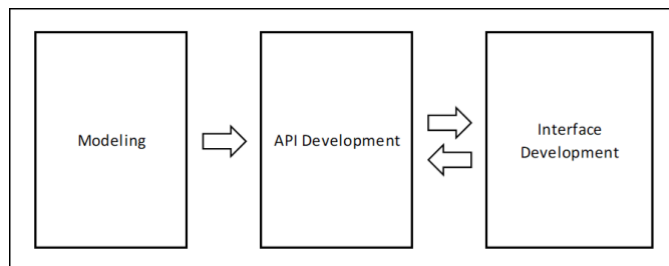 Modeling
API Development
Interface
Development